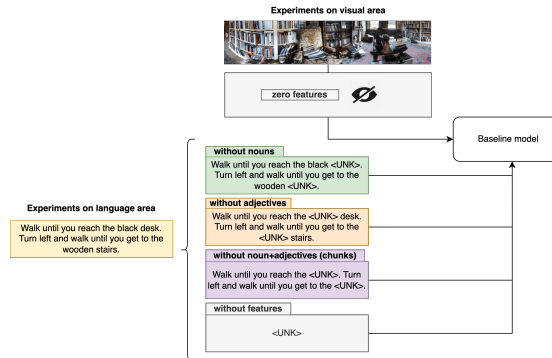 Experiments on visual area
zero features
Baseline model
Experiments on language area
Walk until you reach the black desk.
Turn left and walk until you get to the
wooden stairs.
without nouns
Walk until you reach the black <UNK>.
Turn left and walk until you get to the
wooden <UNK>.
without adjectives
Walk until you reach the <UNK> desk.
Turn left and walk until you get to the
<UNK> stairs.
without noun+adjectives (chunks)
Walk until you reach the <UNK>. Turn
left and walk until you get to the <UNK>.
without features
<UNK>